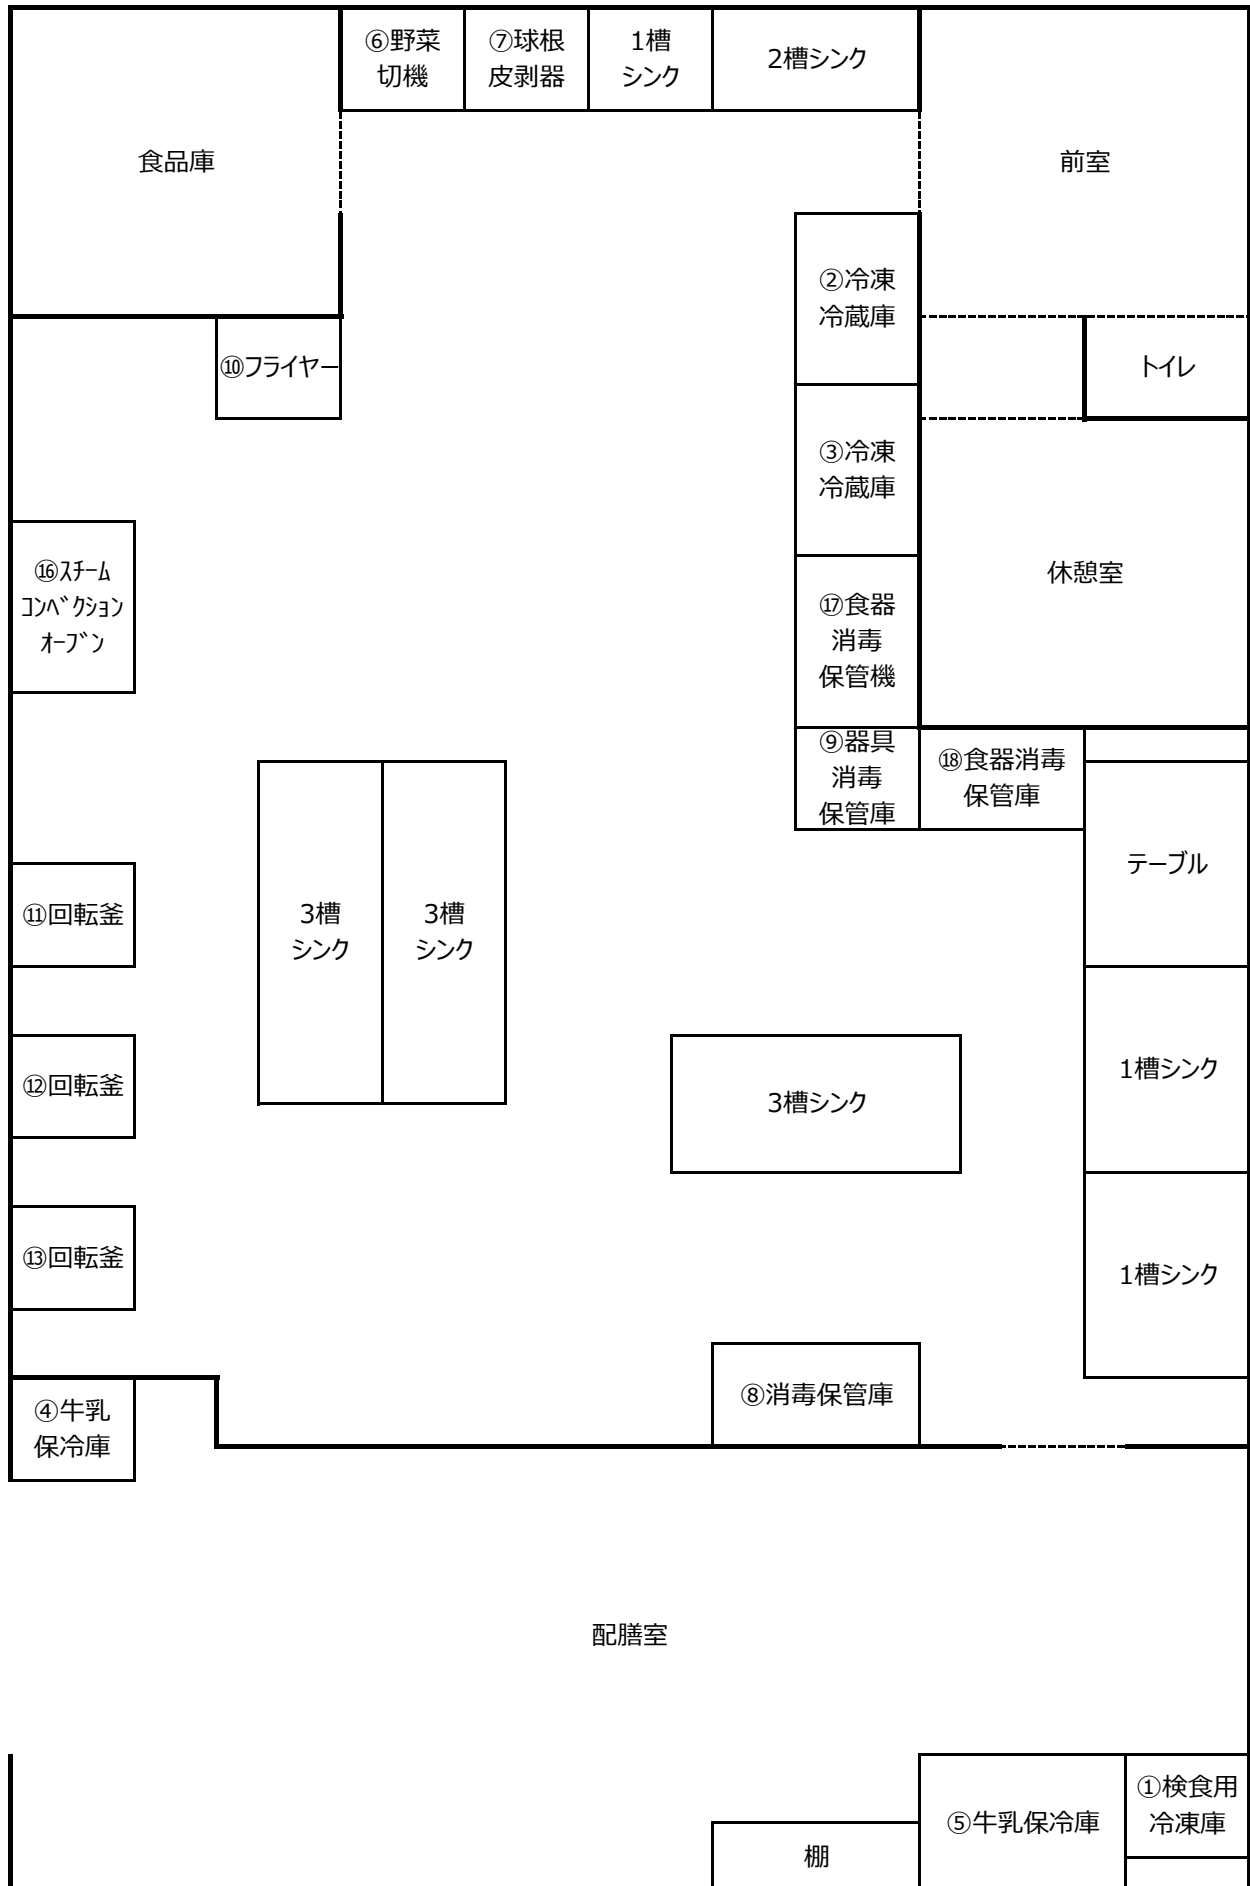 ⑥野菜
切機
⑦球根
皮剥器
1槽
シンク
2槽シンク
食品庫
前室
②冷凍
冷蔵庫
⑩フライヤー
トイレ
③冷凍
冷蔵庫
⑯ｽﾁｰﾑ
ｺﾝﾍﾞｸｼｮﾝ
ｵｰﾌﾞﾝ
休憩室
⑰食器
消毒
保管機
⑨器具
消毒
保管庫
⑱食器消毒
保管庫
テーブル
⑪回転釜
3槽
シンク
3槽
シンク
⑫回転釜
3槽シンク
1槽シンク
⑬回転釜
1槽シンク
④牛乳
保冷庫
⑧消毒保管庫
配膳室
①検食用
冷凍庫
⑤牛乳保冷庫
棚